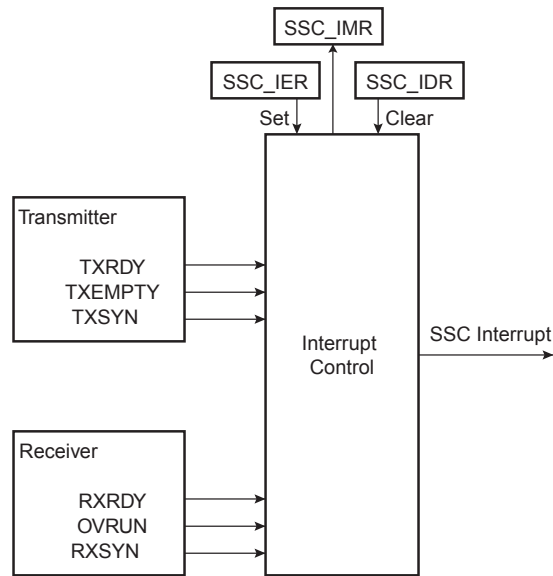 SSC_IMR
SSC_IER
SSC_IDR
Set
Clear
Transmitter
TXRDY
TXEMPTY
TXSYN
Interrupt
Control
SSC Interrupt
Receiver
RXRDY
OVRUN
RXSYN